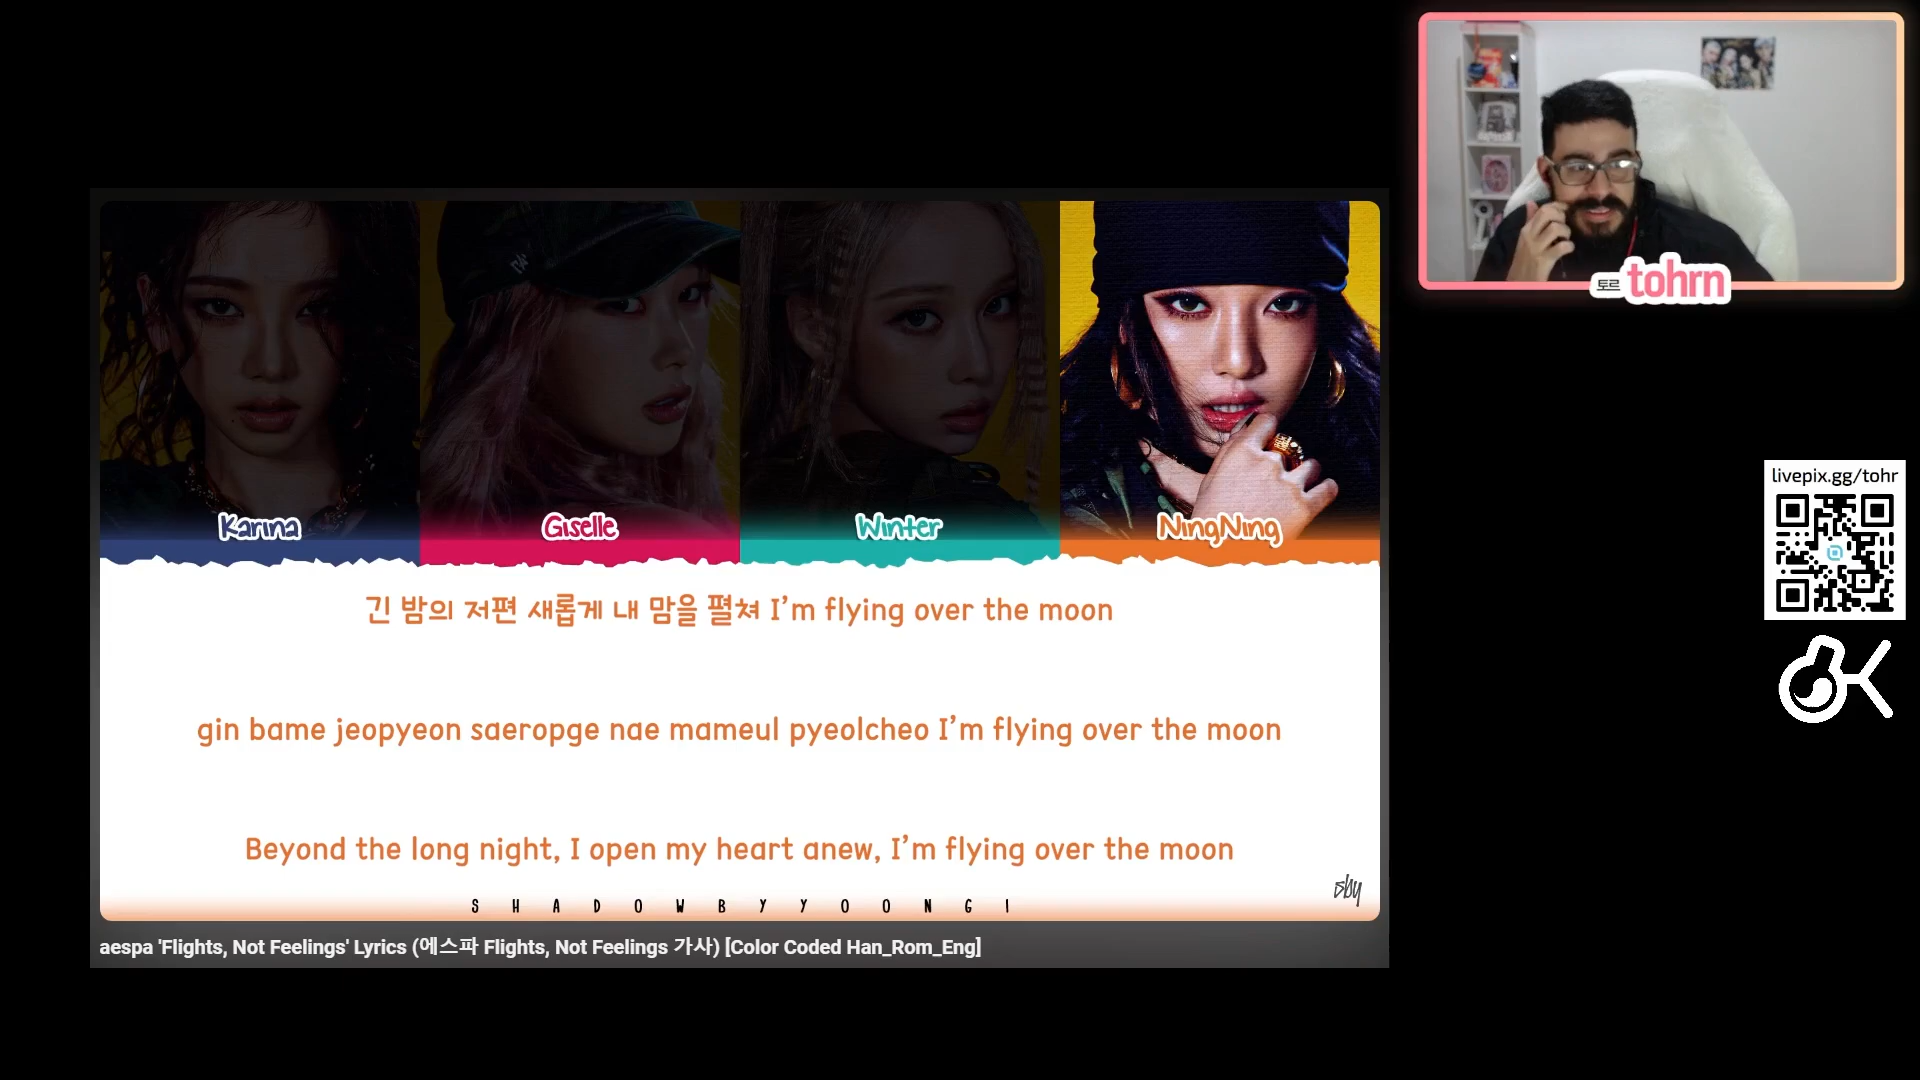 토르 tohrn
livepix.gg/tohr
Karina
Giselle
Winter
NingNing
긴 밤의 저편 새롭게 내 맘을 펼쳐 I'm flying over the moon
gin bame jeopyeon saeropge nae mameul pyeolcheo I'm flying over the moon
Beyond the long night, I open my heart anew, I'm flying over the moon
sby
SHADOWBYYOONGI
aespa 'Flights, Not Feelings' Lyrics (에스파 Flights, Not Feelings 가사) [Color Coded Han_Rom_Eng]